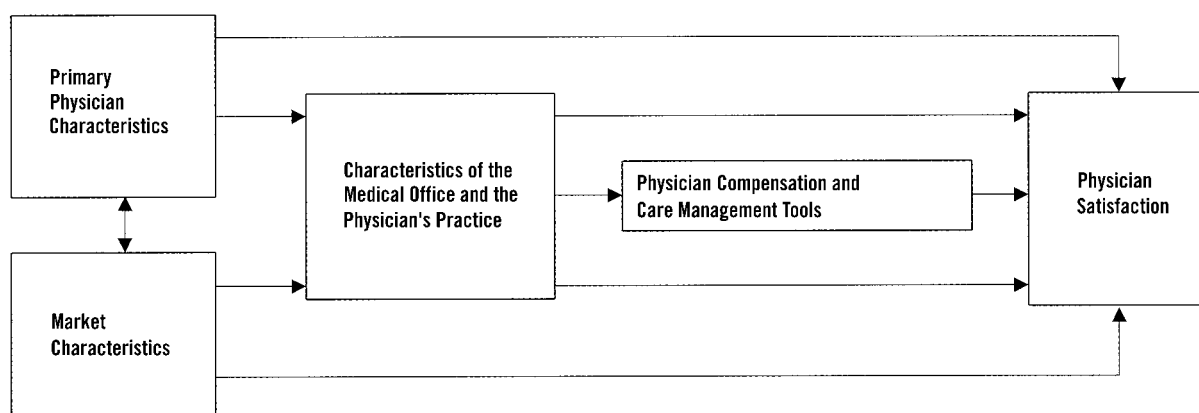 Primary
Physician
Characteristics
Characteristics of the
Medical Office and the
Physician's Practice
Physician Compensation and
Care Management Tools
Physician
Satisfaction
Market
Characteristics